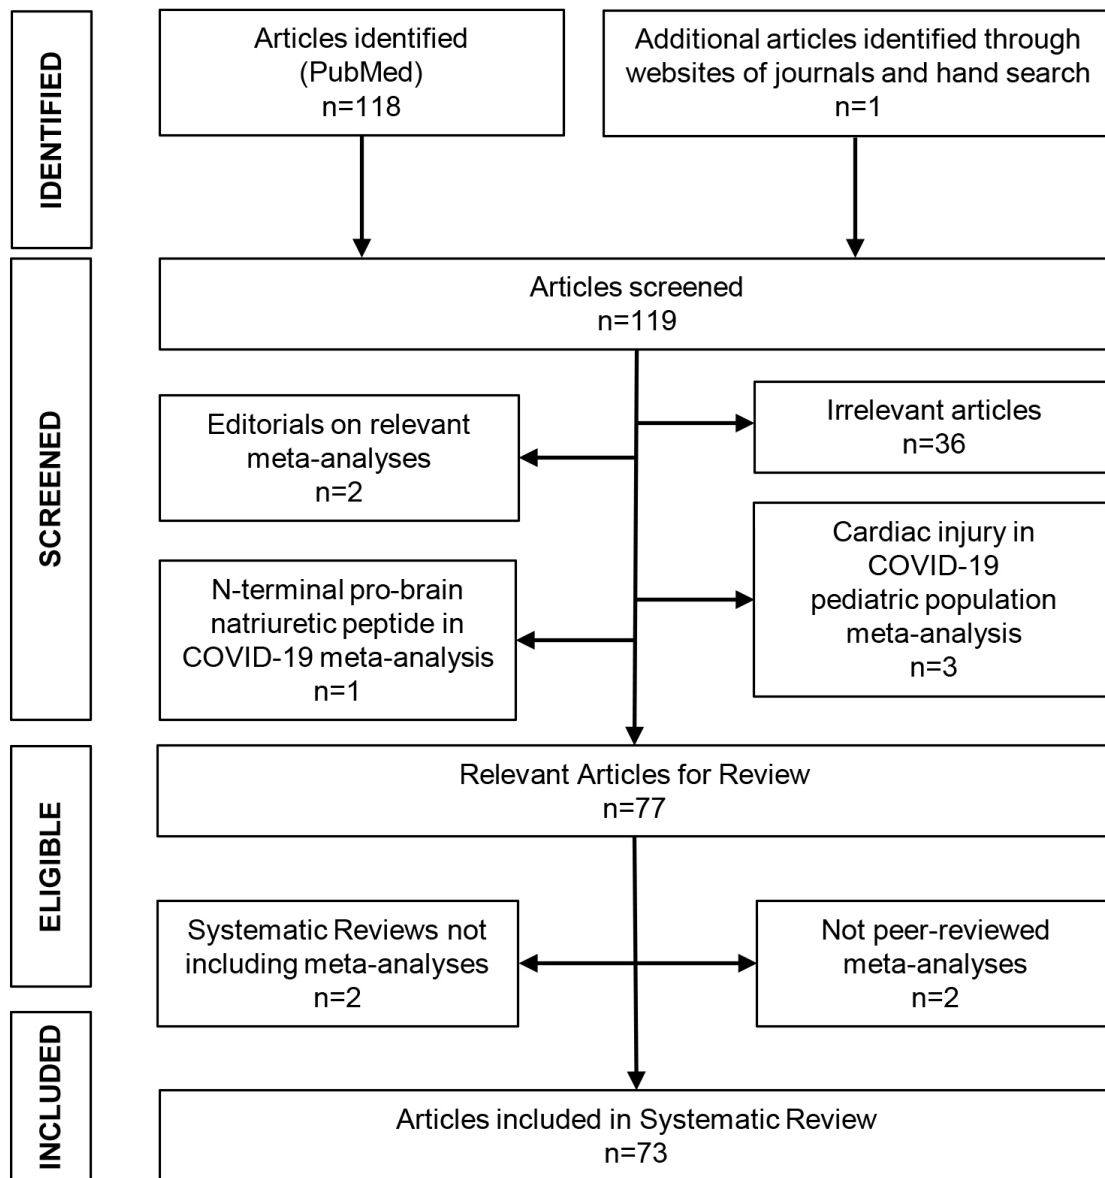 IDENTIFIED
Articles identified
(PubMed)
n=118
Additional articles identified through
websites of journals and hand search
n=1
SCREENED
Articles screened
n=119
Editorials on relevant
meta-analyses
n=2
Irrelevant articles
n=36
N-terminal pro-brain
natriuretic peptide in
COVID-19 meta-analysis
n=1
Cardiac injury in
COVID-19
pediatric population
meta-analysis
n=3
ELIGIBLE
Relevant Articles for Review
n=77
Systematic Reviews not
including meta-analyses
n=2
Not peer-reviewed
meta-analyses
n=2
INCLUDED
Articles included in Systematic Review
n=73